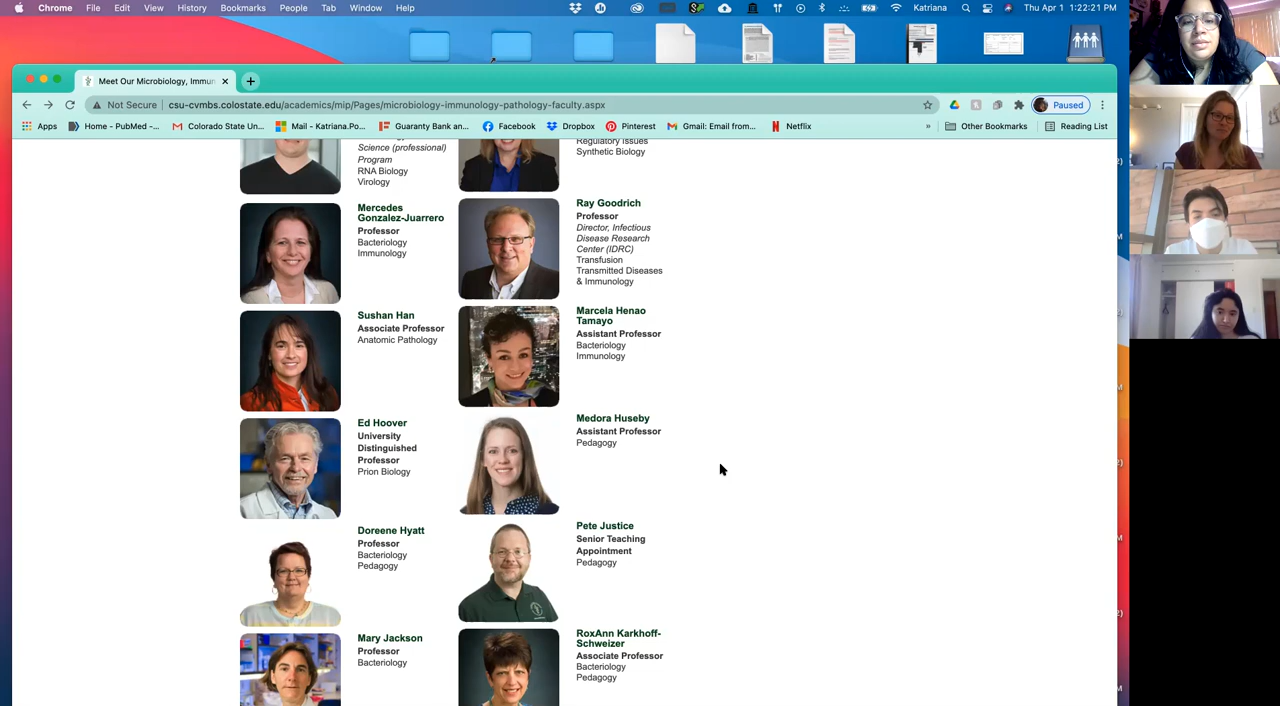 Chrome File Edit View History Bookmarks People Tab Window Help
Katriana Thu Apr 1 1:22:21 PM
Meet Our Microbiology, Immun
Not Secure csu-cvmbs.colostate.edu/academics/mip/Pages/microbiology-immunology-pathology-faculty.aspx
Paused
Apps Home - PubMed -... Colorado State Un... Mail - Katriana.Po... Guaranty Bank an... Facebook Dropbox Pinterest Gmail: Email from... Netflix » Other Bookmarks Reading List
Science (professional)
Program
RNA Biology
Virology
Regulatory Issues
Synthetic Biology
Mercedes
Gonzalez-Juarrero
Professor
Bacteriology
Immunology
Ray Goodrich
Professor
Director, Infectious
Disease Research
Center (IDRC)
Transfusion
Transmitted Diseases
& Immunology
Sushan Han
Associate Professor
Anatomic Pathology
Marcela Henao
Tamayo
Assistant Professor
Bacteriology
Immunology
Ed Hoover
University
Distinguished
Professor
Prion Biology
Medora Huseby
Assistant Professor
Pedagogy
Doreene Hyatt
Professor
Bacteriology
Pedagogy
Pete Justice
Senior Teaching
Appointment
Pedagogy
Mary Jackson
Professor
Bacteriology
RoxAnn Karkhoff-
Schweizer
Associate Professor
Bacteriology
Pedagogy